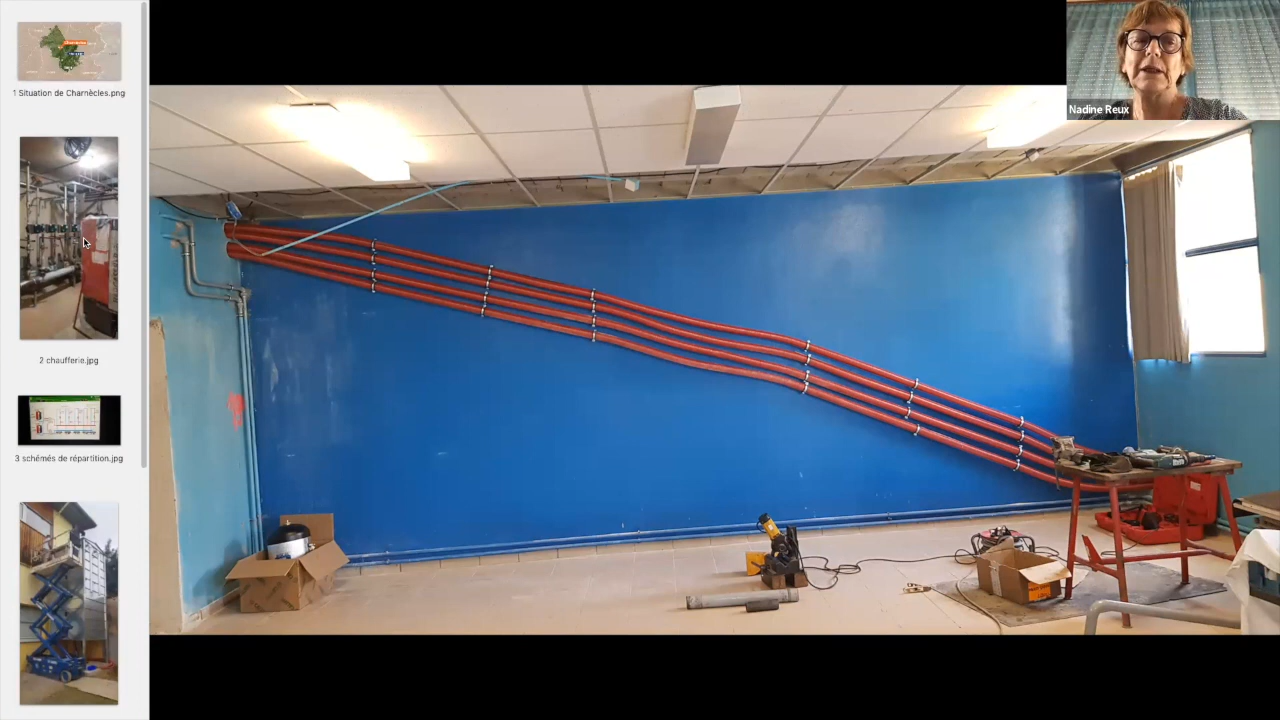 1 Situation de Charnècles.png
2 chaufferie.jpg
3 schémés de répartition.jpg
Nadine Reux